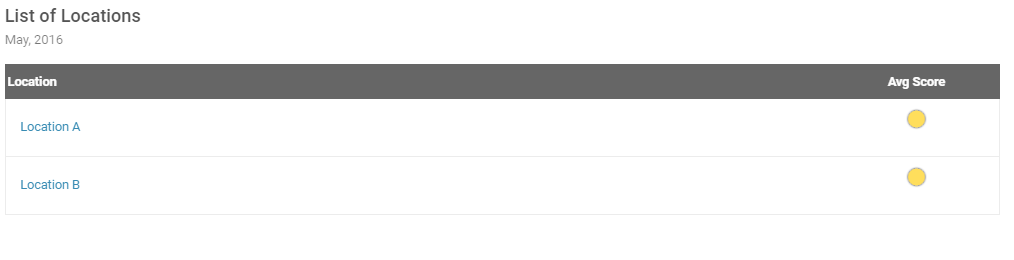 List of Locations
May, 2016
Location Avg Score
Location A
Location B